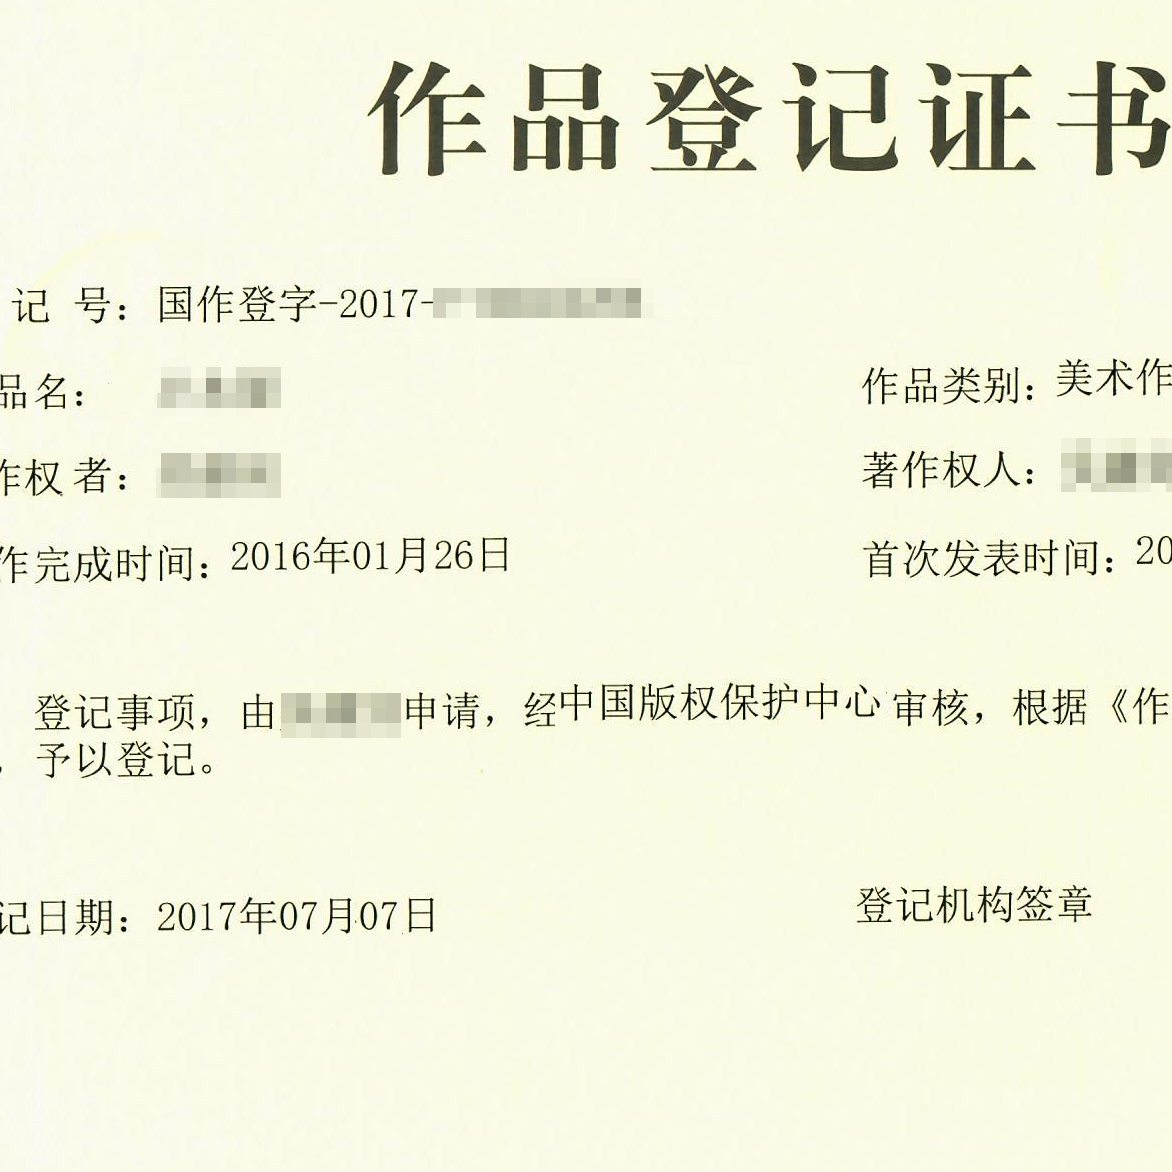 作品登记证书
记 号：国作登字-2017-
品名：
作品类别：美术作
作权者：
著作权人：
作完成时间：2016年01月26日
首次发表时间：20
登记事项，由 申请，经中国版权保护中心审核，根据《作
，予以登记。
记日期：2017年07月07日
登记机构签章